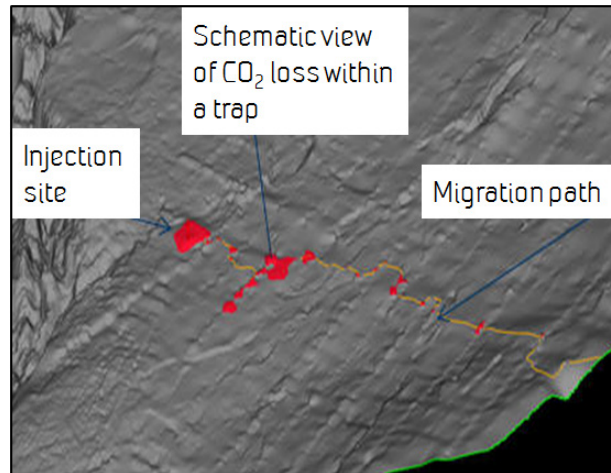 Schematic view
of CO₂ loss within
a trap
Injection
site
Migration path